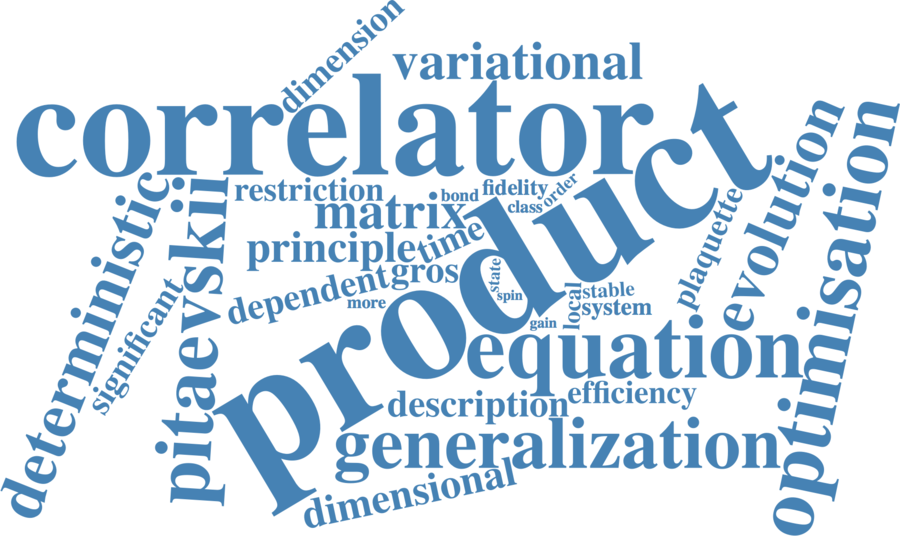 dimension
variational
correlator
product
restriction
bond
fidelity
order
class
matrix
principle
time
dependent
gross
more
state
spin
gain
local
stable
system
plaquette
evolution
optimisation
deterministic
significant
pitaevskii
equation
description
efficiency
generalization
dimensional